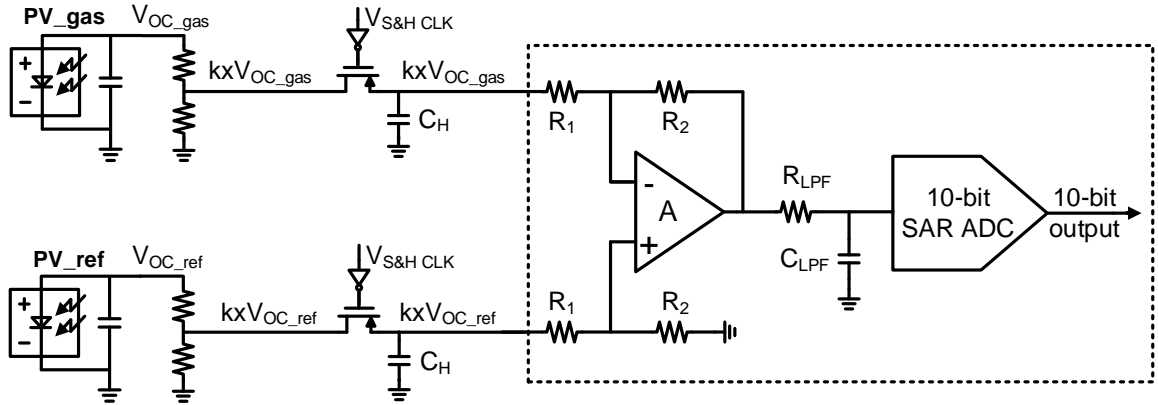 PV_gas
V_OC_gas
kxV_OC_gas
V_S&H CLK
kxV_OC_gas
C_H
R_1
R_2
+
-
-
A
+
R_LPF
C_LPF
10-bit
SAR ADC
10-bit
output
PV_ref
V_OC_ref
kxV_OC_ref
V_S&H CLK
kxV_OC_ref
C_H
R_1
R_2
+
-